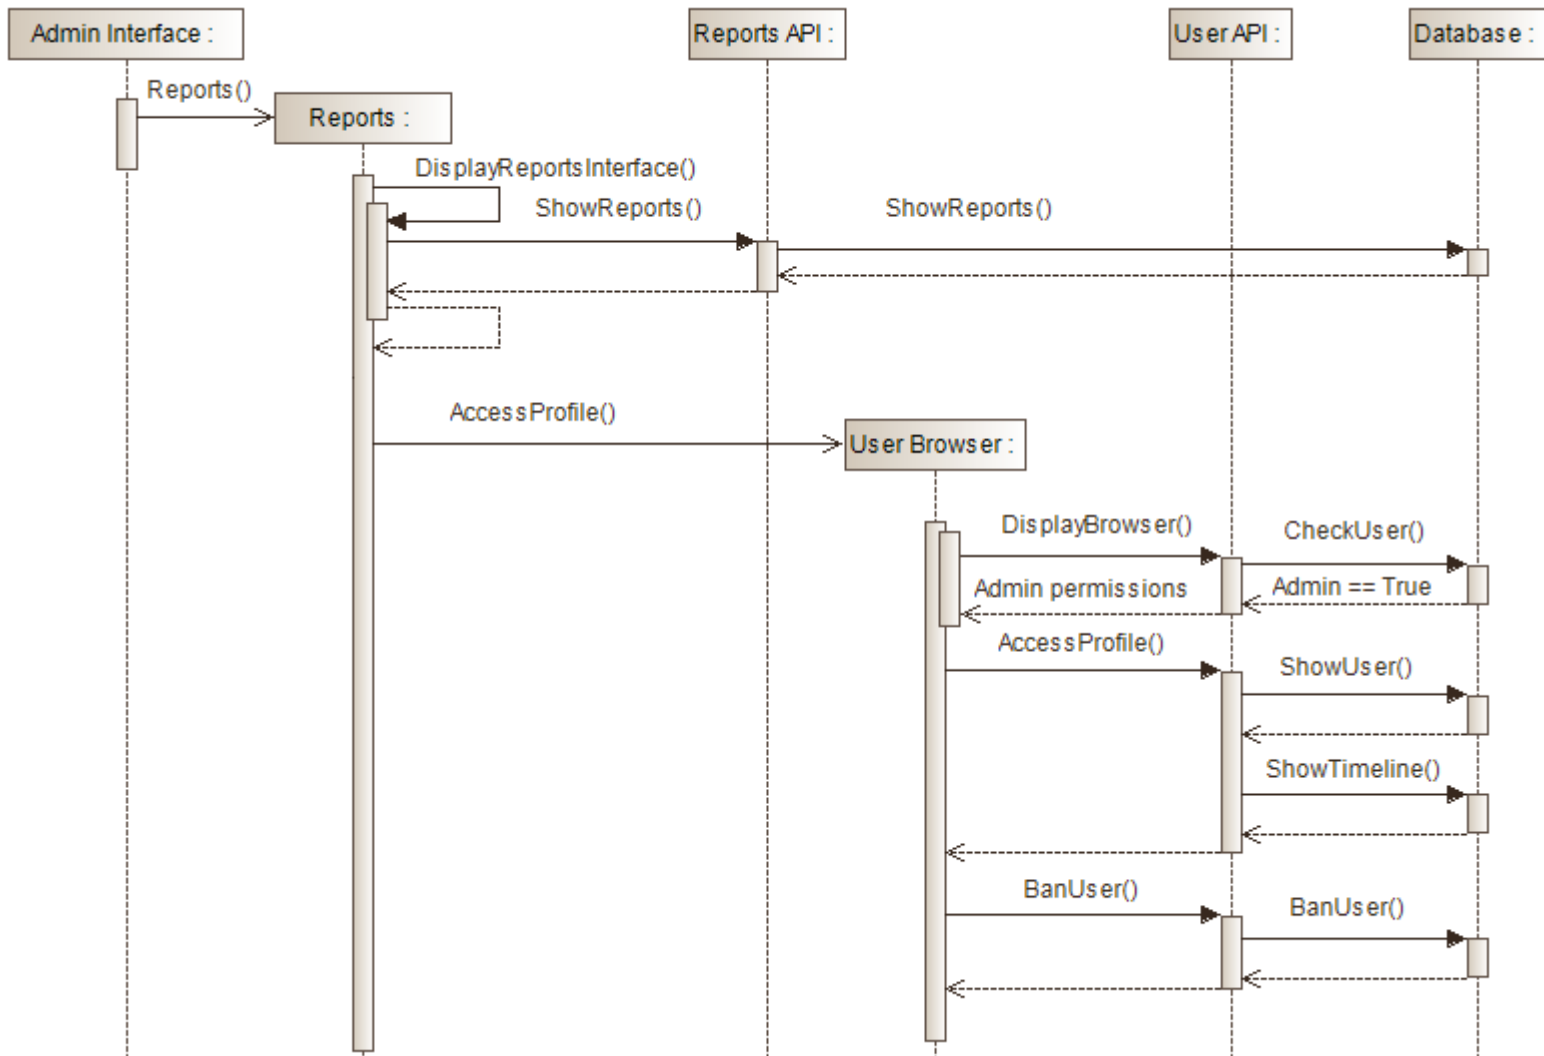 Admin Interface :
Reports API :
User API :
Database :
Reports()
Reports :
DisplayReportsInterface()
ShowReports()
ShowReports()
AccessProfile()
User Browser :
DisplayBrowser()
CheckUser()
Admin permissions
Admin == True
AccessProfile()
ShowUser()
ShowTimeline()
BanUser()
BanUser()